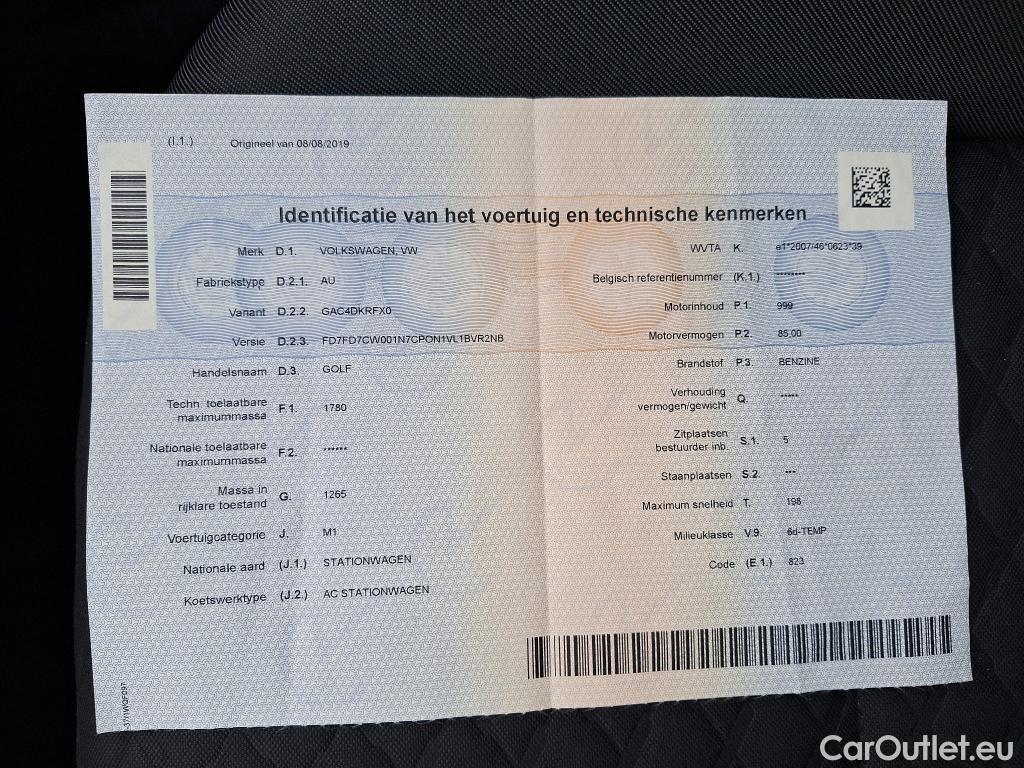 (I.1.) Origineel van 08/08/2019
Identificatie van het voertuig en technische kenmerken
Merk D.1. VOLKSWAGEN, VW
Fabriekstype D.2.1. AU
Variant D.2.2. GAC4DKRFX0
Versie D.2.3. FD7FD7CW001N7CPON1VL1BVR2NB
Handelsnaam D.3. GOLF
Techn. toelaatbare
maximummassa F.1. 1780
Nationale toelaatbare
maximummassa F.2. ******
Massa in
rijklare toestand G. 1265
Voertuigcategorie J. M1
Nationale aard (J.1.) STATIONWAGEN
Koetswerktype (J.2.) AC STATIONWAGEN
WVTA K. e1*2007/46*0623*39
Belgisch referentienummer (K.1.) ********
Motorinhoud P.1. 999
Motorvermogen P.2. 85,00
Brandstof P.3. BENZINE
Verhouding
vermogen/gewicht Q. *****
Zitplaatsen
bestuurder inb. S.1. 5
Staanplaatsen S.2. ***
Maximum snelheid T. 198
Milieuklasse V.9. 6d-TEMP
Code (E.1.) 823
CarOutlet.eu